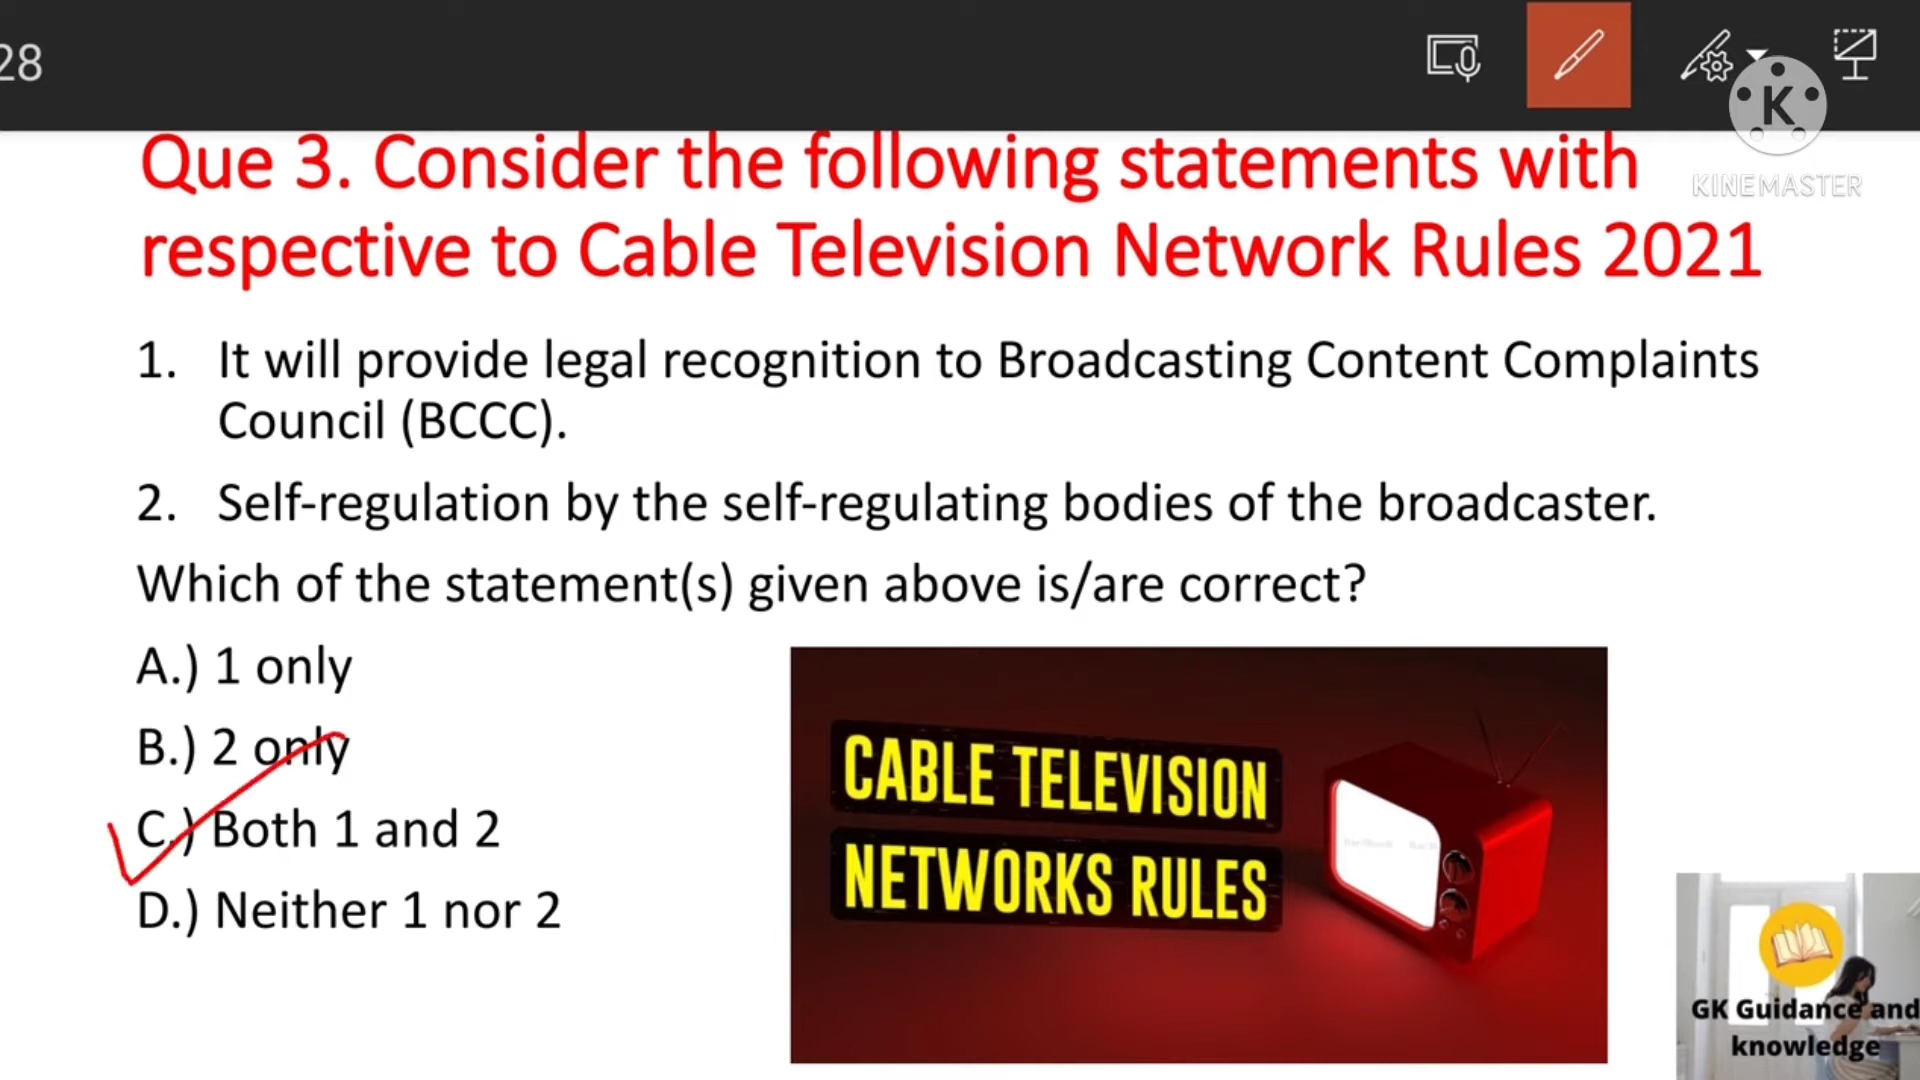 28
K
KINEMASTER
Que 3. Consider the following statements with
respective to Cable Television Network Rules 2021
1. It will provide legal recognition to Broadcasting Content Complaints
Council (BCCC).
2. Self-regulation by the self-regulating bodies of the broadcaster.
Which of the statement(s) given above is/are correct?
A.) 1 only
B.) 2 only
C.) Both 1 and 2
D.) Neither 1 nor 2
CABLE TELEVISION
NETWORKS RULES
GK Guidance and
knowledge